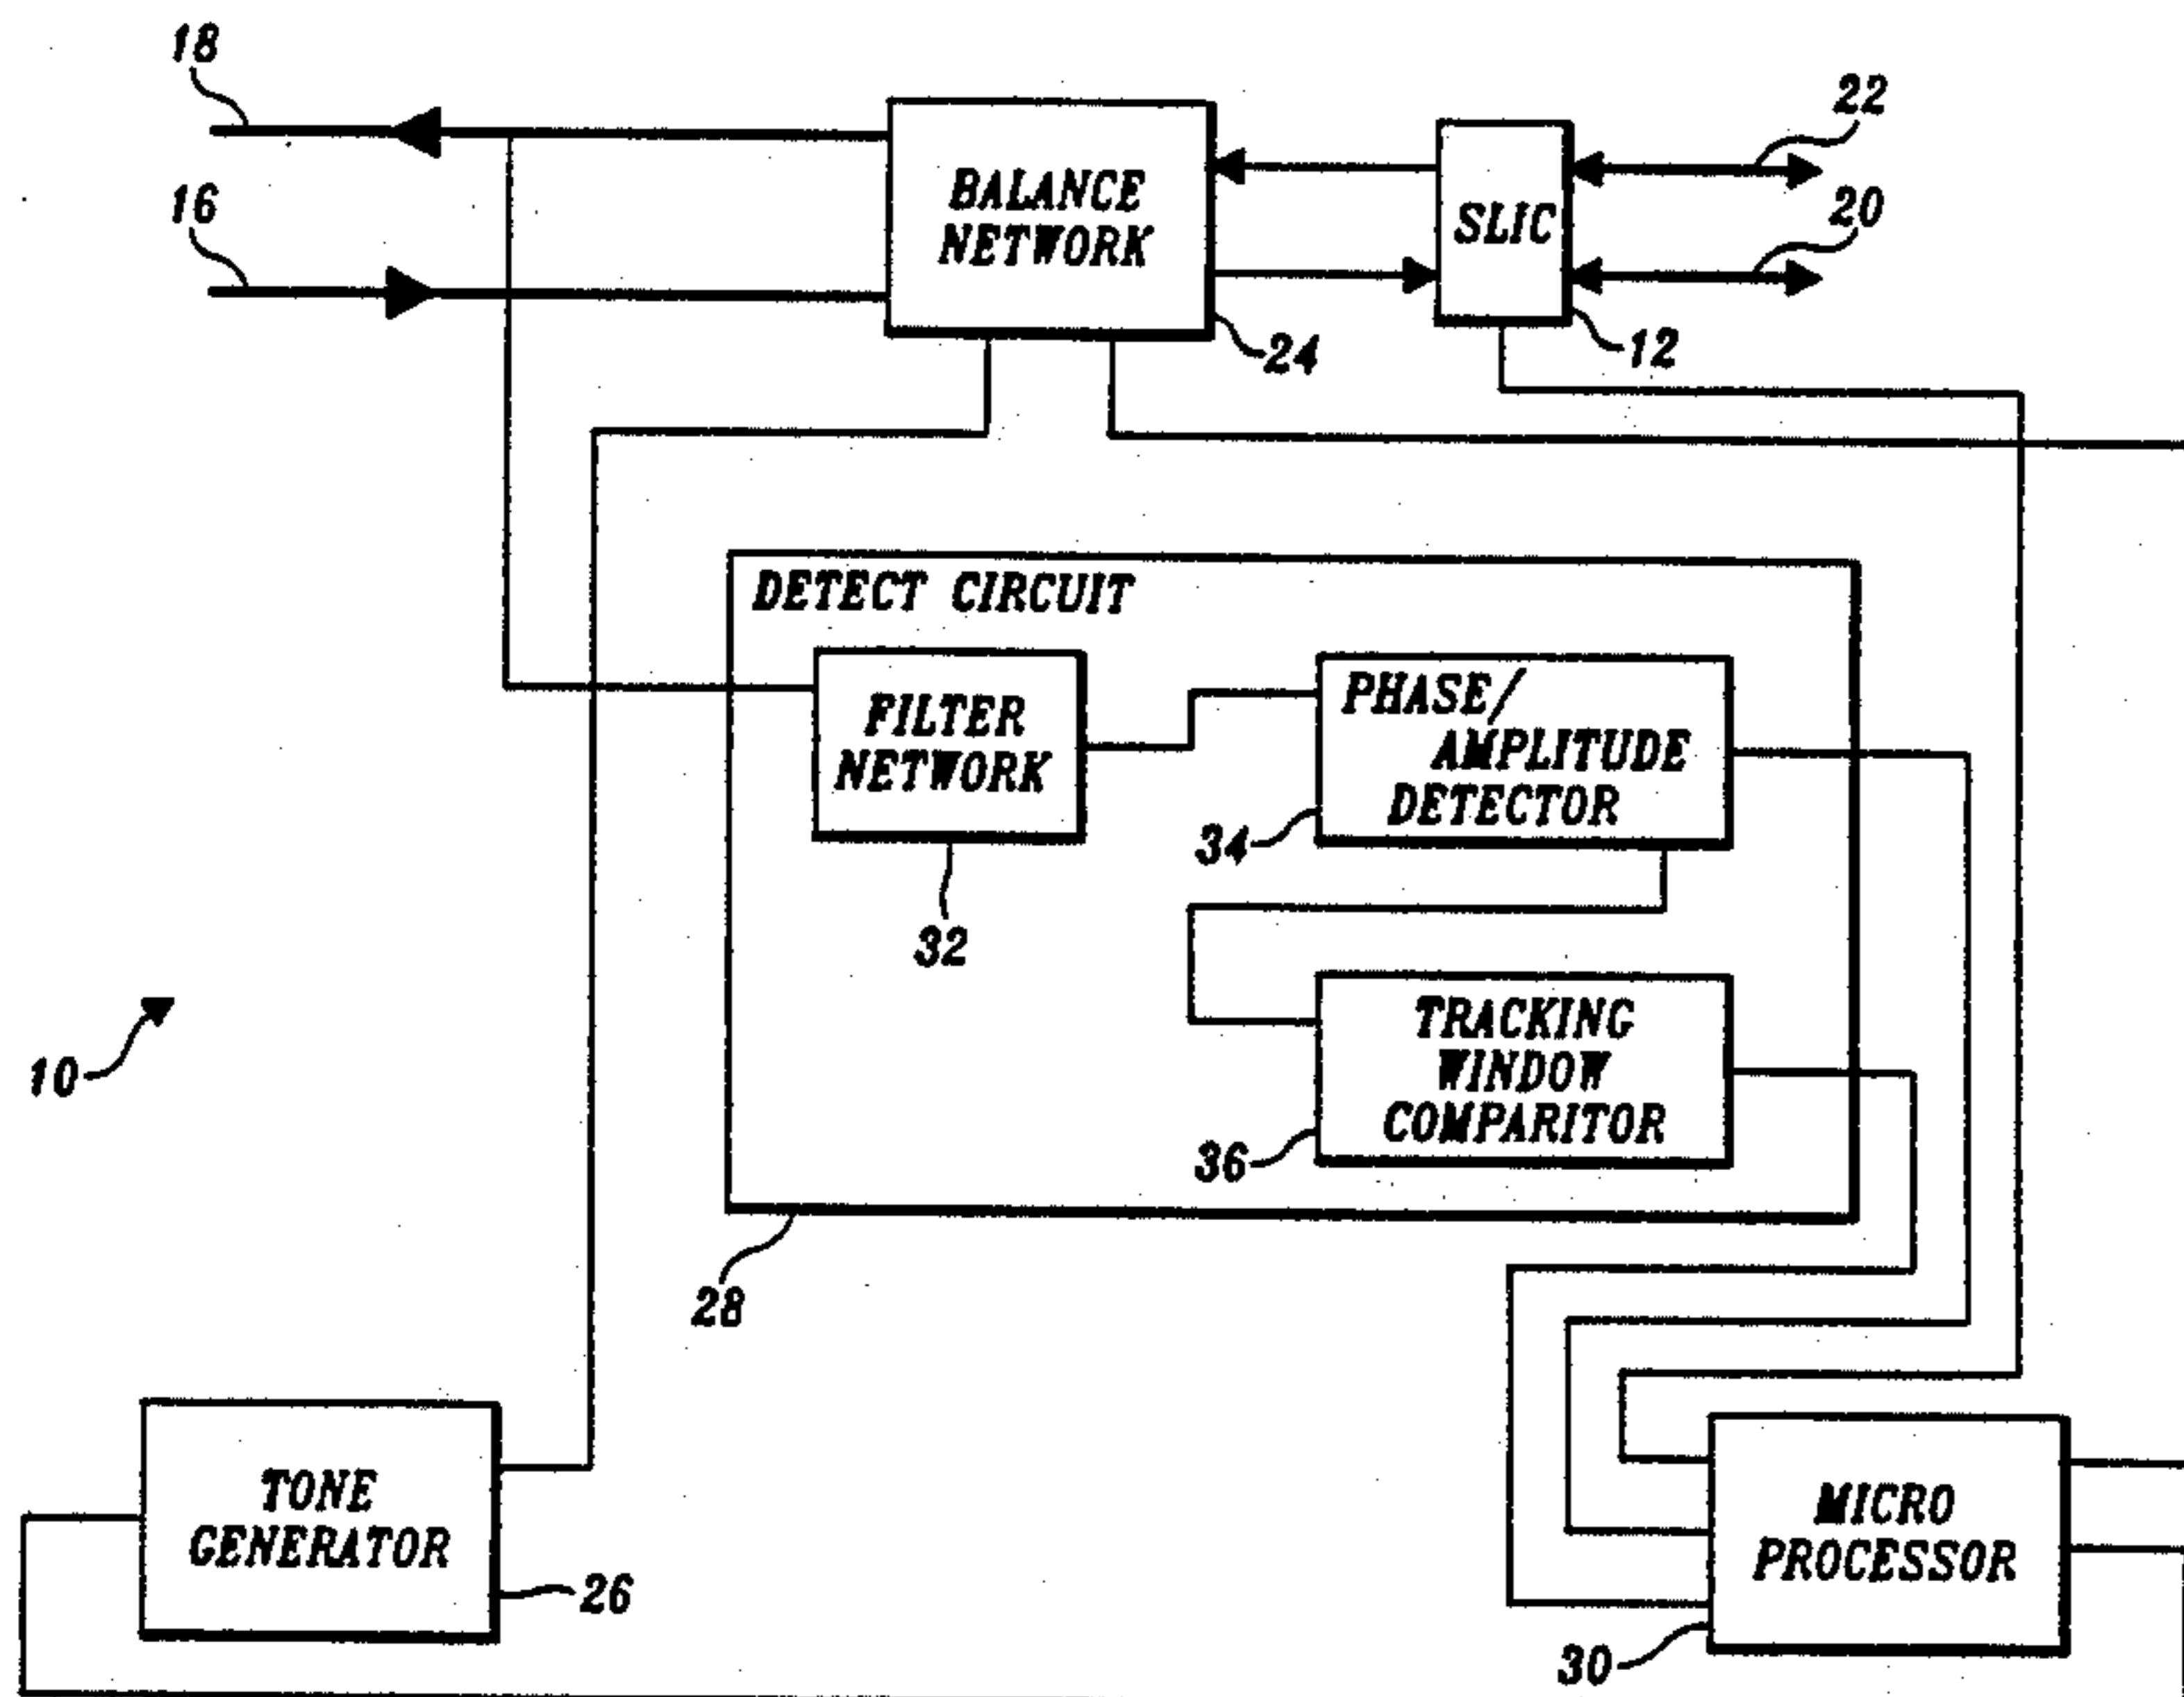 18
22
16
BALANCE
NETWORK
SLIC
20
24
12
DETECT CIRCUIT
FILTER
NETWORK
PHASE/
AMPLITUDE
DETECTOR
34
32
TRACKING
WINDOW
COMPARITOR
10
36
28
TONE
GENERATOR
26
MICRO
PROCESSOR
30